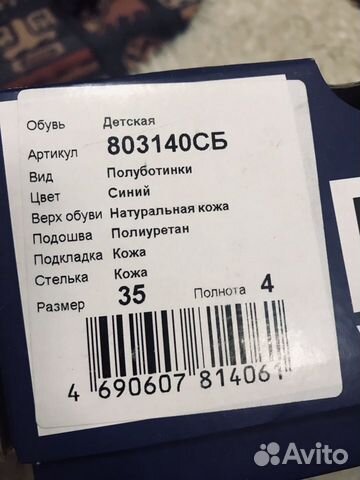 Обувь Детская
Артикул 803140СБ
Вид Полуботинки
Цвет Синий
Верх обуви Натуральная кожа
Подошва Полиуретан
Подкладка Кожа
Стелька Кожа
Размер 35 Полнота 4
4 690607 814061
Avito